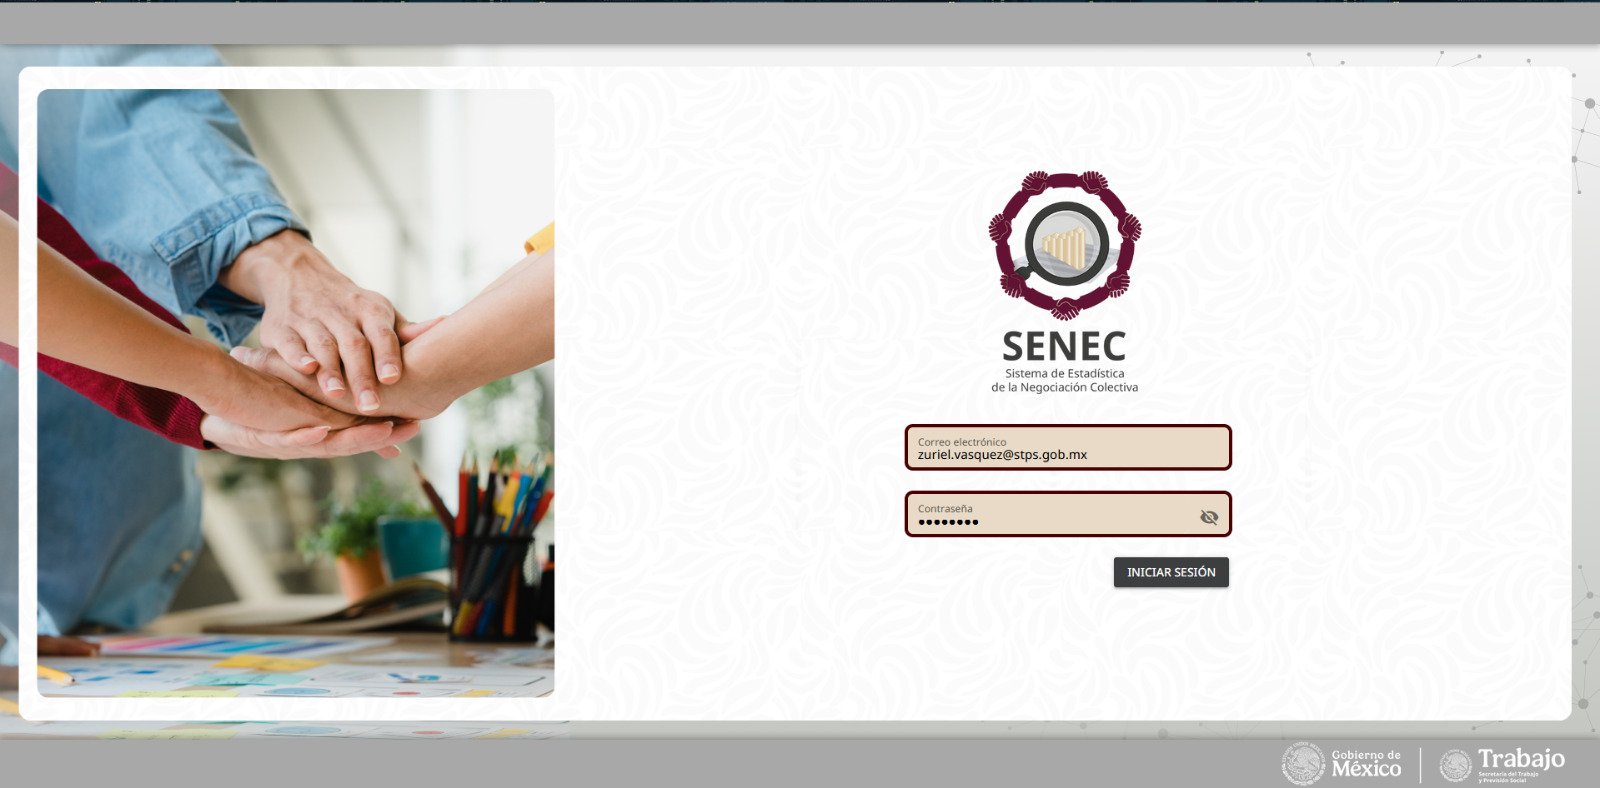 SENEC
Sistema de Estadística
de la Negociación Colectiva
Correo electrónico
zuriel.vasquez@stps.gob.mx
Contraseña
••••••••
INICIAR SESIÓN
Gobierno de
México
Trabajo
Secretaría del Trabajo
y Previsión Social